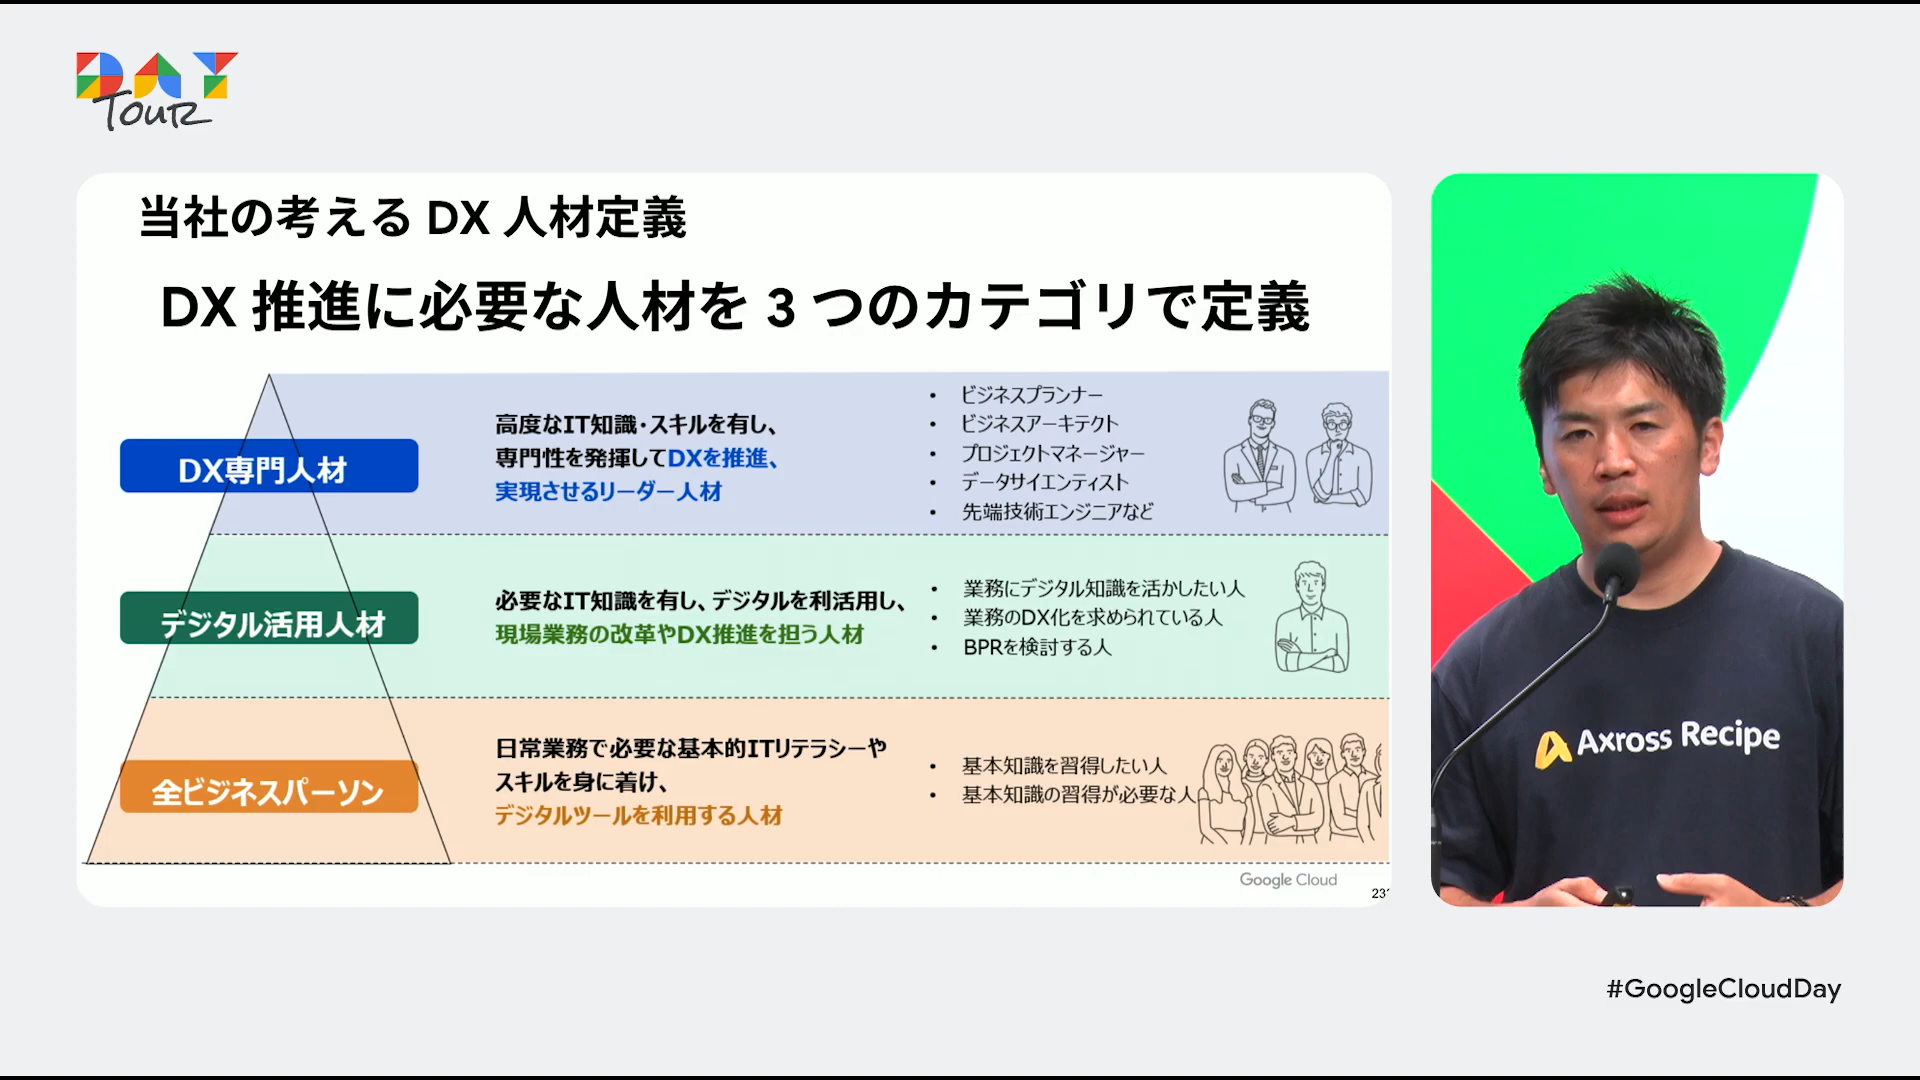 DAY
Tour
当社の考える DX 人材定義
DX 推進に必要な人材を 3 つのカテゴリで定義
DX専門人材
高度なIT知識・スキルを有し、
専門性を発揮してDXを推進、
実現させるリーダー人材
• ビジネスプランナー
• ビジネスアーキテクト
• プロジェクトマネージャー
• データサイエンティスト
• 先端技術エンジニアなど
デジタル活用人材
必要なIT知識を有し、デジタルを利活用し、
現場業務の改革やDX推進を担う人材
• 業務にデジタル知識を活かしたい人
• 業務のDX化を求められている人
• BPRを検討する人
全ビジネスパーソン
日常業務で必要な基本的ITリテラシーや
スキルを身に着け、
デジタルツールを利用する人材
• 基本知識を習得したい人
• 基本知識の習得が必要な人
Google Cloud
Axross Recipe
#GoogleCloudDay